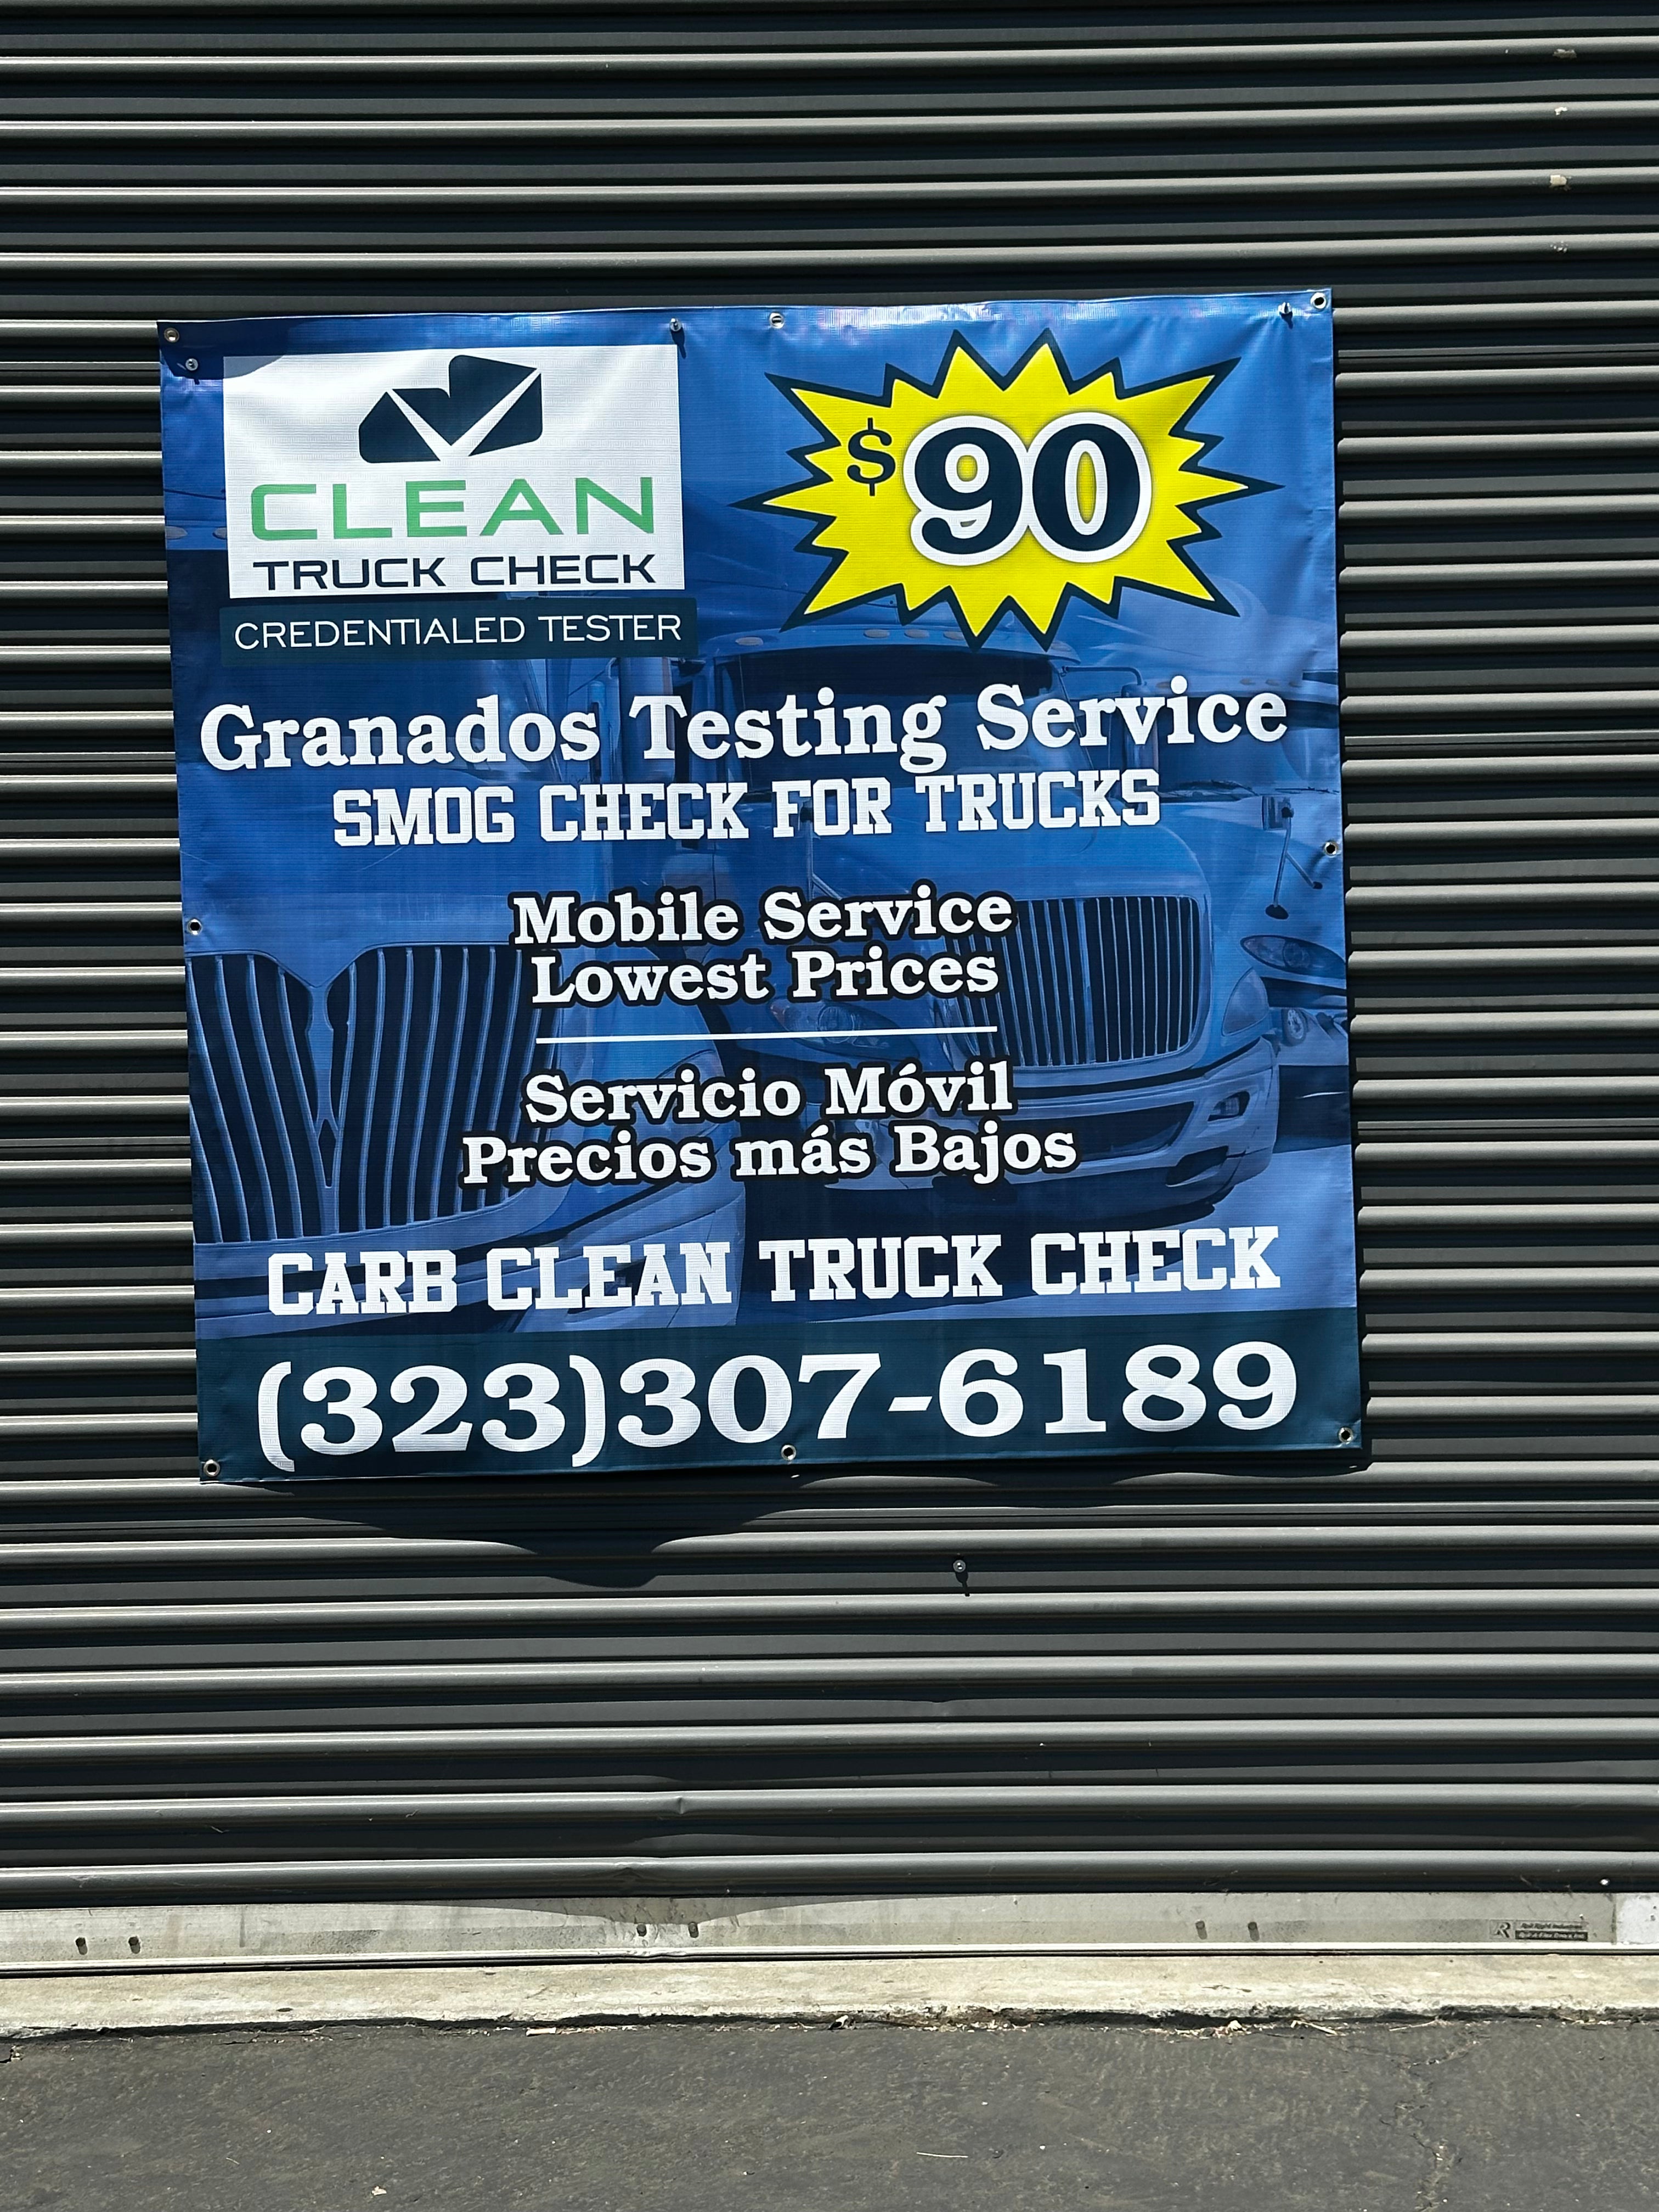 CLEAN
TRUCK CHECK
CREDENTIALED TESTER
$90
Granados Testing Service
SMOG CHECK FOR TRUCKS
Mobile Service
Lowest Prices
Servicio Móvil
Precios más Bajos
CARB CLEAN TRUCK CHECK
(323)307-6189